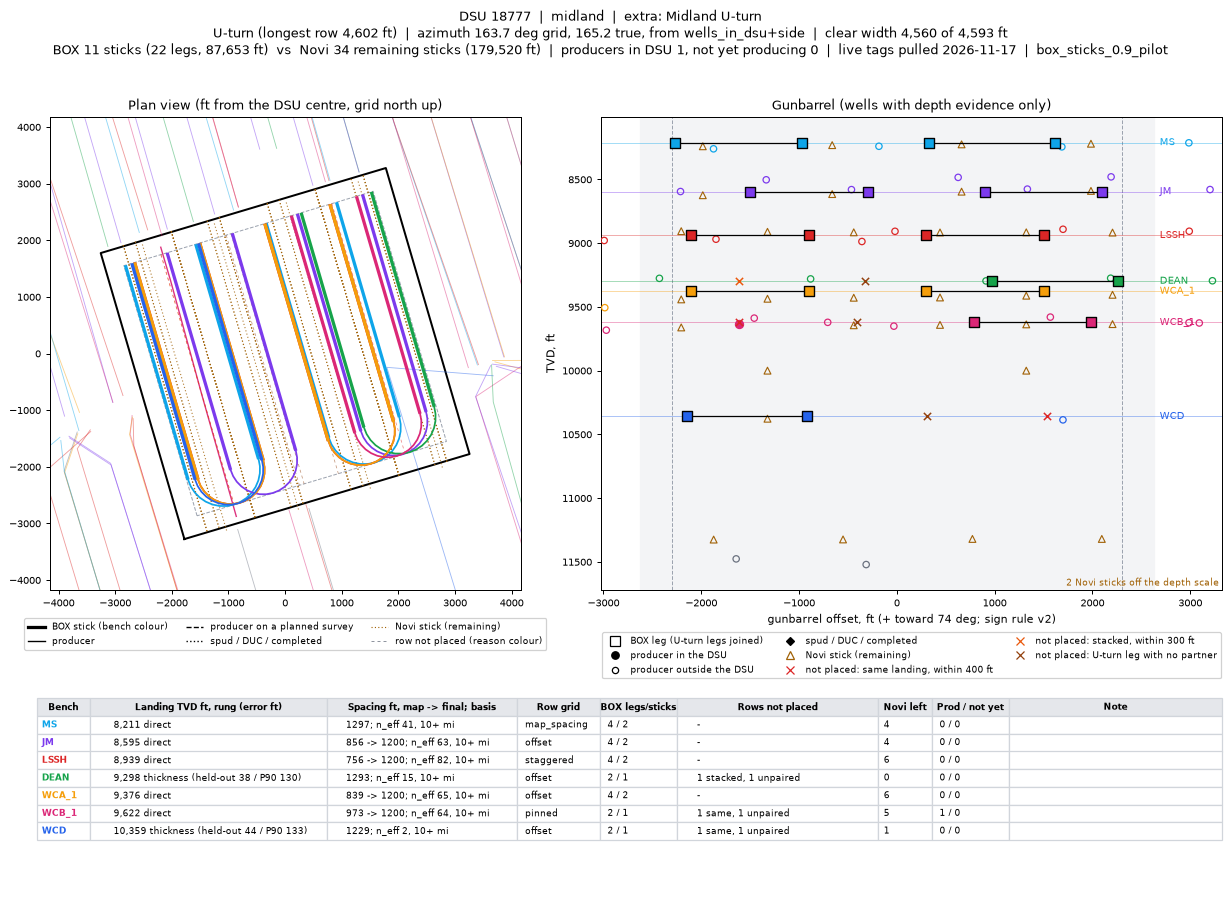 DSU 18777 | midland | extra: Midland U-turn
U-turn (longest row 4,602 ft) | azimuth 163.7 deg grid, 165.2 true, from wells_in_dsu+side | clear width 4,560 of 4,593 ft
BOX 11 sticks (22 legs, 87,653 ft) vs Novi 34 remaining sticks (179,520 ft) | producers in DSU 1, not yet producing 0 | live tags pulled 2026-11-17 | box_sticks_0.9_pilot
Plan view (ft from the DSU centre, grid north up)
4000
3000
2000
1000
0
−1000
−2000
−3000
−4000
−4000 −3000 −2000 −1000 0 1000 2000 3000 4000
BOX stick (bench colour)
producer
producer on a planned survey
spud / DUC / completed
Novi stick (remaining)
row not placed (reason colour)
Gunbarrel (wells with depth evidence only)
TVD, ft
8500
9000
9500
10000
10500
11000
11500
MS
JM
LSSH
DEAN
WCA_1
WCB_1
WCD
2 Novi sticks off the depth scale
−3000 −2000 −1000 0 1000 2000 3000
gunbarrel offset, ft (+ toward 74 deg; sign rule v2)
BOX leg (U-turn legs joined)
producer in the DSU
producer outside the DSU
spud / DUC / completed
Novi stick (remaining)
not placed: same landing, within 400 ft
not placed: stacked, within 300 ft
not placed: U-turn leg with no partner
Bench Landing TVD ft, rung (error ft) Spacing ft, map -> final; basis Row grid BOX legs/sticks Rows not placed Novi left Prod / not yet Note
MS 8,211 direct 1297; n_eff 41, 10+ mi map_spacing 4 / 2 - 4 0 / 0
JM 8,595 direct 856 -> 1200; n_eff 63, 10+ mi offset 4 / 2 - 4 0 / 0
LSSH 8,939 direct 756 -> 1200; n_eff 82, 10+ mi staggered 4 / 2 - 6 0 / 0
DEAN 9,298 thickness (held-out 38 / P90 130) 1293; n_eff 15, 10+ mi offset 2 / 1 1 stacked, 1 unpaired 0 0 / 0
WCA_1 9,376 direct 839 -> 1200; n_eff 65, 10+ mi offset 4 / 2 - 6 0 / 0
WCB_1 9,622 direct 973 -> 1200; n_eff 64, 10+ mi pinned 2 / 1 1 same, 1 unpaired 5 1 / 0
WCD 10,359 thickness (held-out 44 / P90 133) 1229; n_eff 2, 10+ mi offset 2 / 1 1 same, 1 unpaired 1 0 / 0